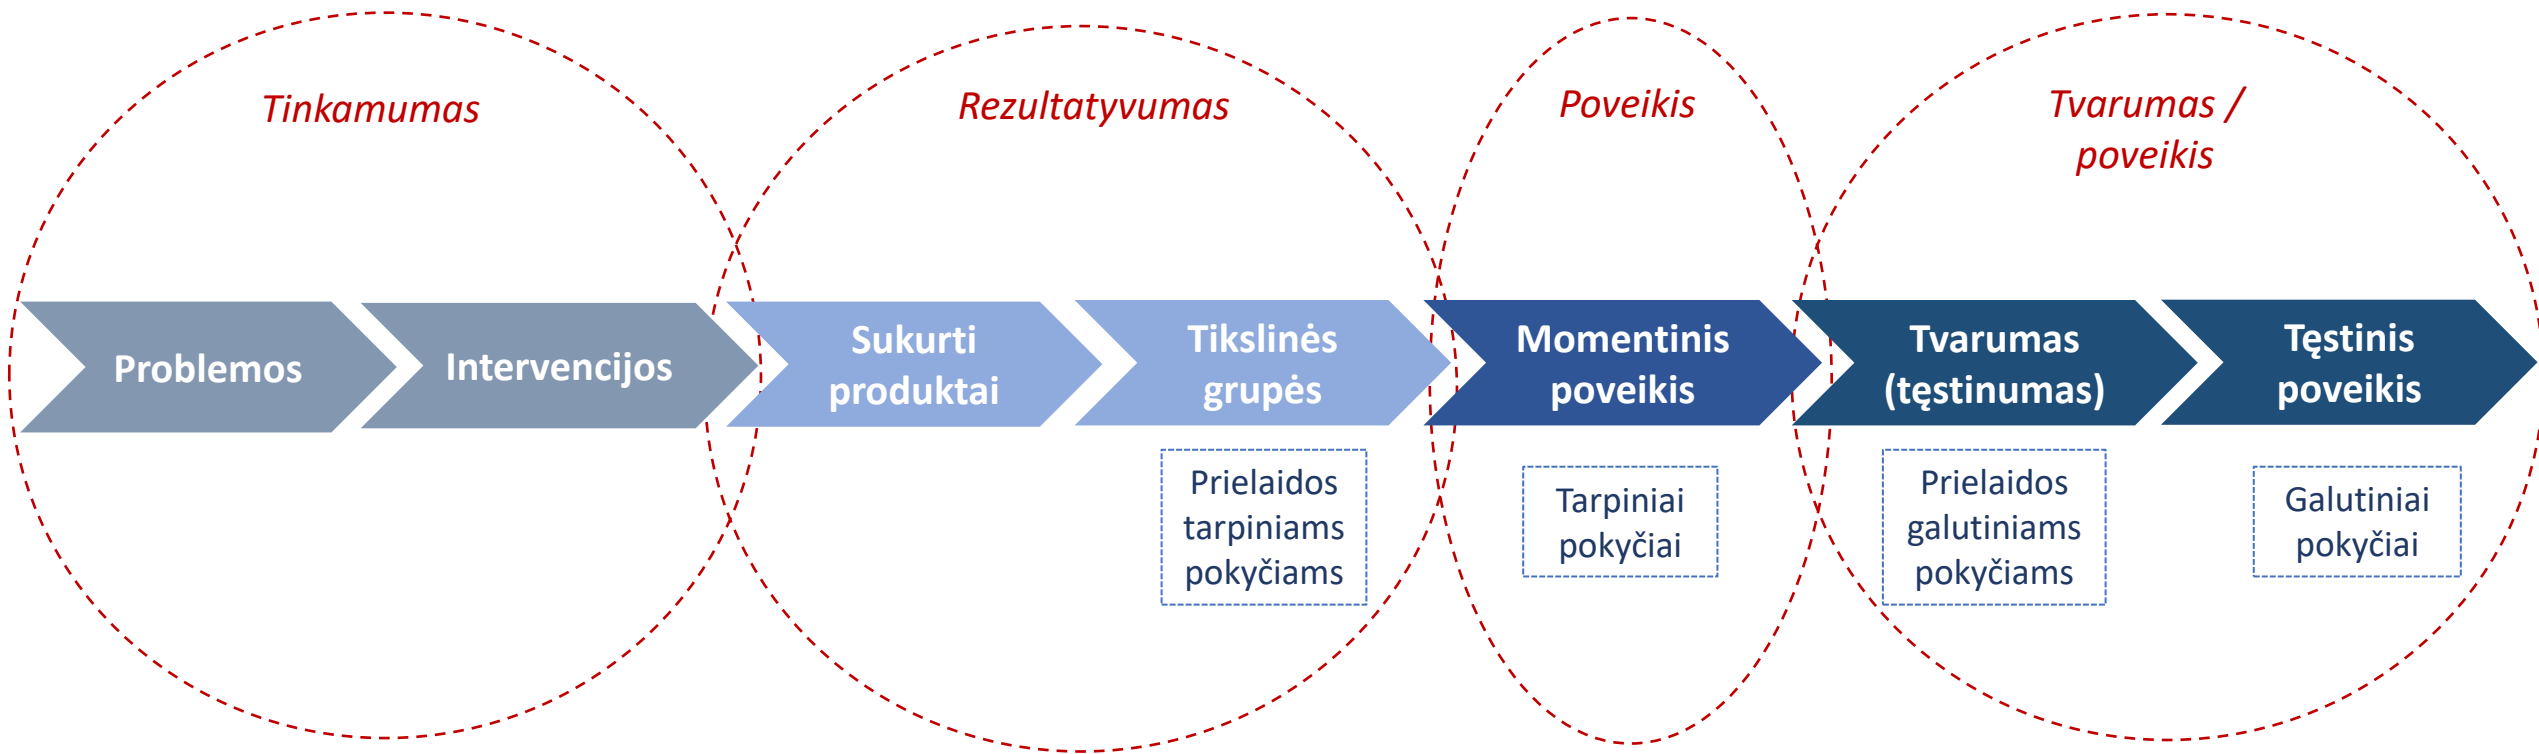 Tinkamumas
Rezultatyvumas
Poveikis
Tvarumas /
poveikis
Problemos
Intervencijos
Sukurti
produktai
Tikslinės
grupės
Momentinis
poveikis
Tvarumas
(tęstinumas)
Tęstinis
poveikis
Prielaidos
tarpiniams
pokyčiams
Tarpiniai
pokyčiai
Prielaidos
galutiniams
pokyčiams
Galutiniai
pokyčiai